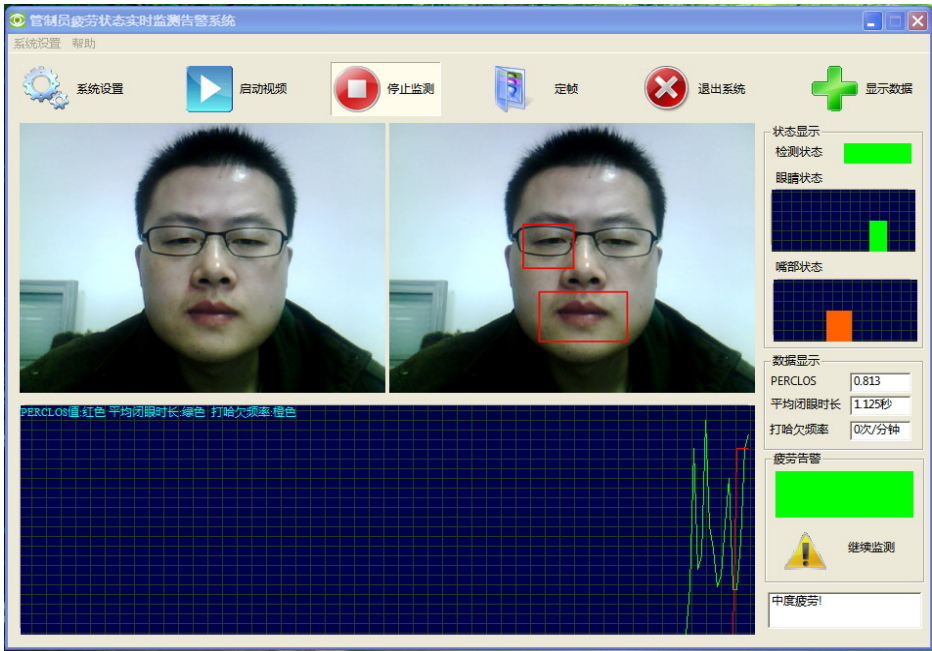 管制员疲劳状态实时监测告警系统
系统设置 帮助
系统设置 启动视频 停止监测 定帧 退出系统 显示数据
状态显示
检测状态
眼睛状态
嘴部状态
数据显示
PERCLOS 0.813
平均闭眼时长 1.125秒
打哈欠频率 0次/分钟
PERCLOS值:红色 平均闭眼时长:绿色 打哈欠频率:橙色
疲劳告警
继续监测
中度疲劳!